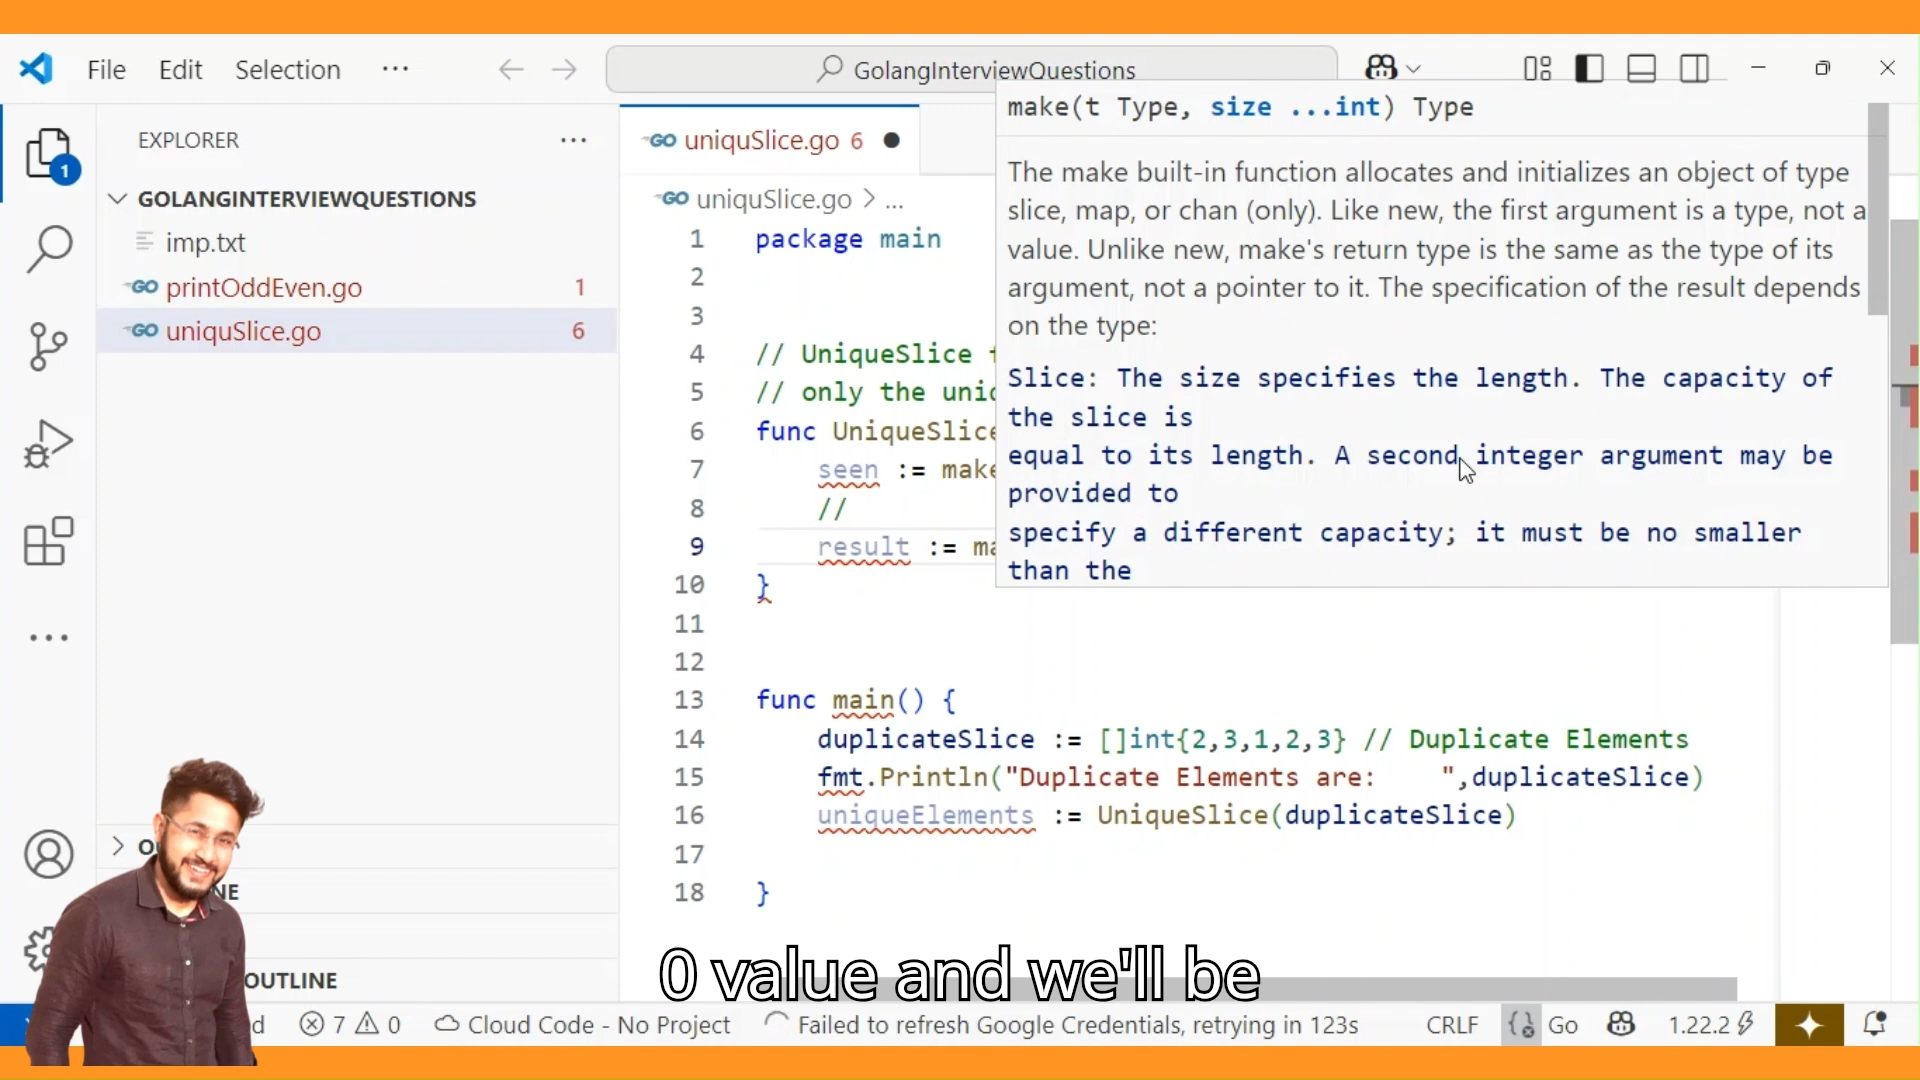 File Edit Selection ...
GolangInterviewQuestions
EXPLORER ...
GOLANGINTERVIEWQUESTIONS
imp.txt
GO printOddEven.go 1
GO uniquSlice.go 6
1
OUTLINE
GO uniquSlice.go 6
GO uniquSlice.go > ...
1 package main
2
3
4 // UniqueSlice
5 // only the uniq
6 func UniqueSlice
7 seen := make
8 //
9 result := ma
10 }
11
12
13 func main() {
14 duplicateSlice := []int{2,3,1,2,3} // Duplicate Elements
15 fmt.Println("Duplicate Elements are:    ",duplicateSlice)
16 uniqueElements := UniqueSlice(duplicateSlice)
17
18 }
make(t Type, size ...int) Type
The make built-in function allocates and initializes an object of type
slice, map, or chan (only). Like new, the first argument is a type, not a
value. Unlike new, make's return type is the same as the type of its
argument, not a pointer to it. The specification of the result depends
on the type:
Slice: The size specifies the length. The capacity of
the slice is
equal to its length. A second integer argument may be
provided to
specify a different capacity; it must be no smaller
than the
0 value and we'll be
7 0 Cloud Code - No Project Failed to refresh Google Credentials, retrying in 123s CRLF Go 1.22.2